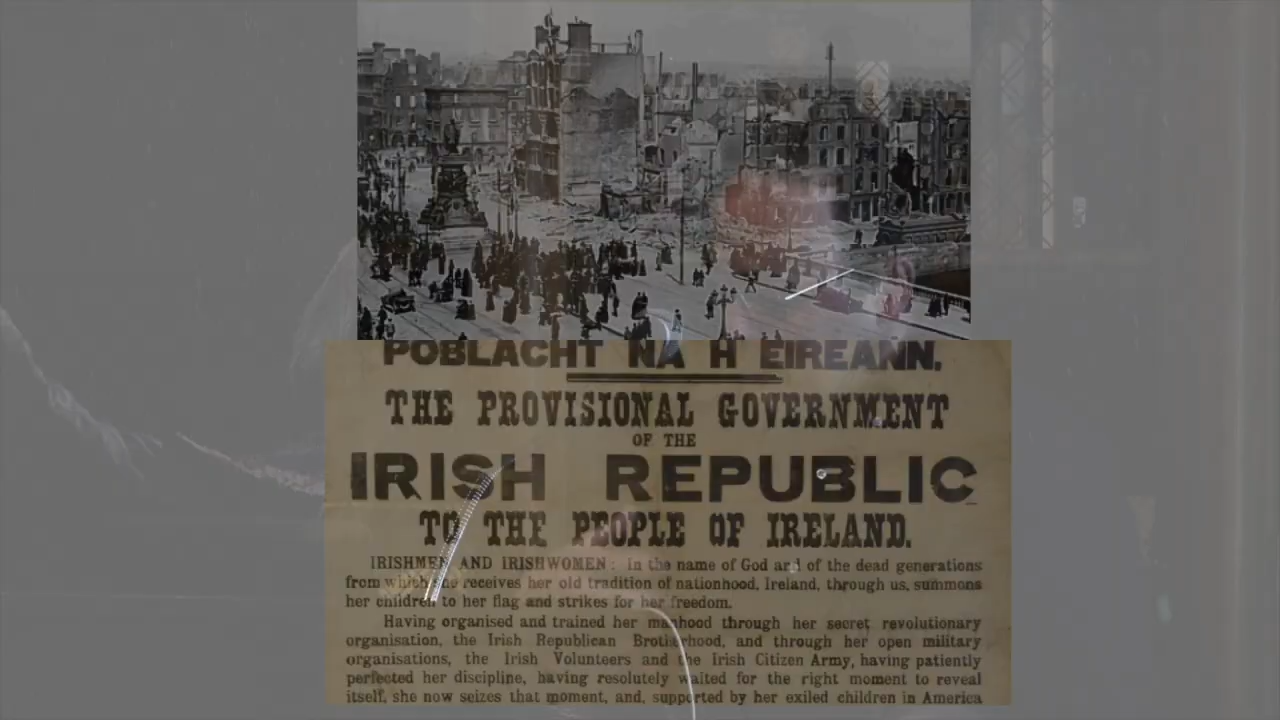 POBLACHT NA H EIREANN.
THE PROVISIONAL GOVERNMENT
OF THE
IRISH REPUBLIC
TO THE PEOPLE OF IRELAND.
IRISHMEN AND IRISHWOMEN: In the name of God and of the dead generations
from which she receives her old tradition of nationhood, Ireland, through us, summons
her children to her flag and strikes for her freedom.
Having organised and trained her manhood through her secret revolutionary
organisation, the Irish Republican Brotherhood, and through her open military
organisations, the Irish Volunteers and the Irish Citizen Army, having patiently
perfected her discipline, having resolutely waited for the right moment to reveal
itself, she now seizes that moment, and, supported by her exiled children in America